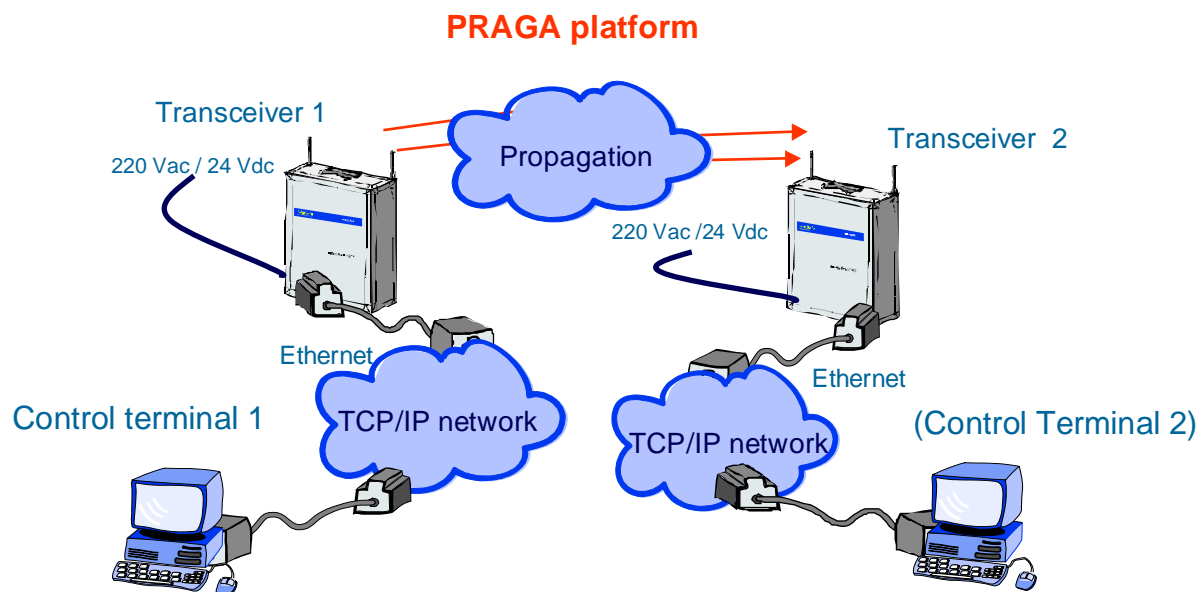 PRAGA platform
Transceiver 1
Propagation
Transceiver 2
220 Vac / 24 Vdc
220 Vac /24 Vdc
Ethernet
Ethernet
Control terminal 1
TCP/IP network
TCP/IP network
(Control Terminal 2)